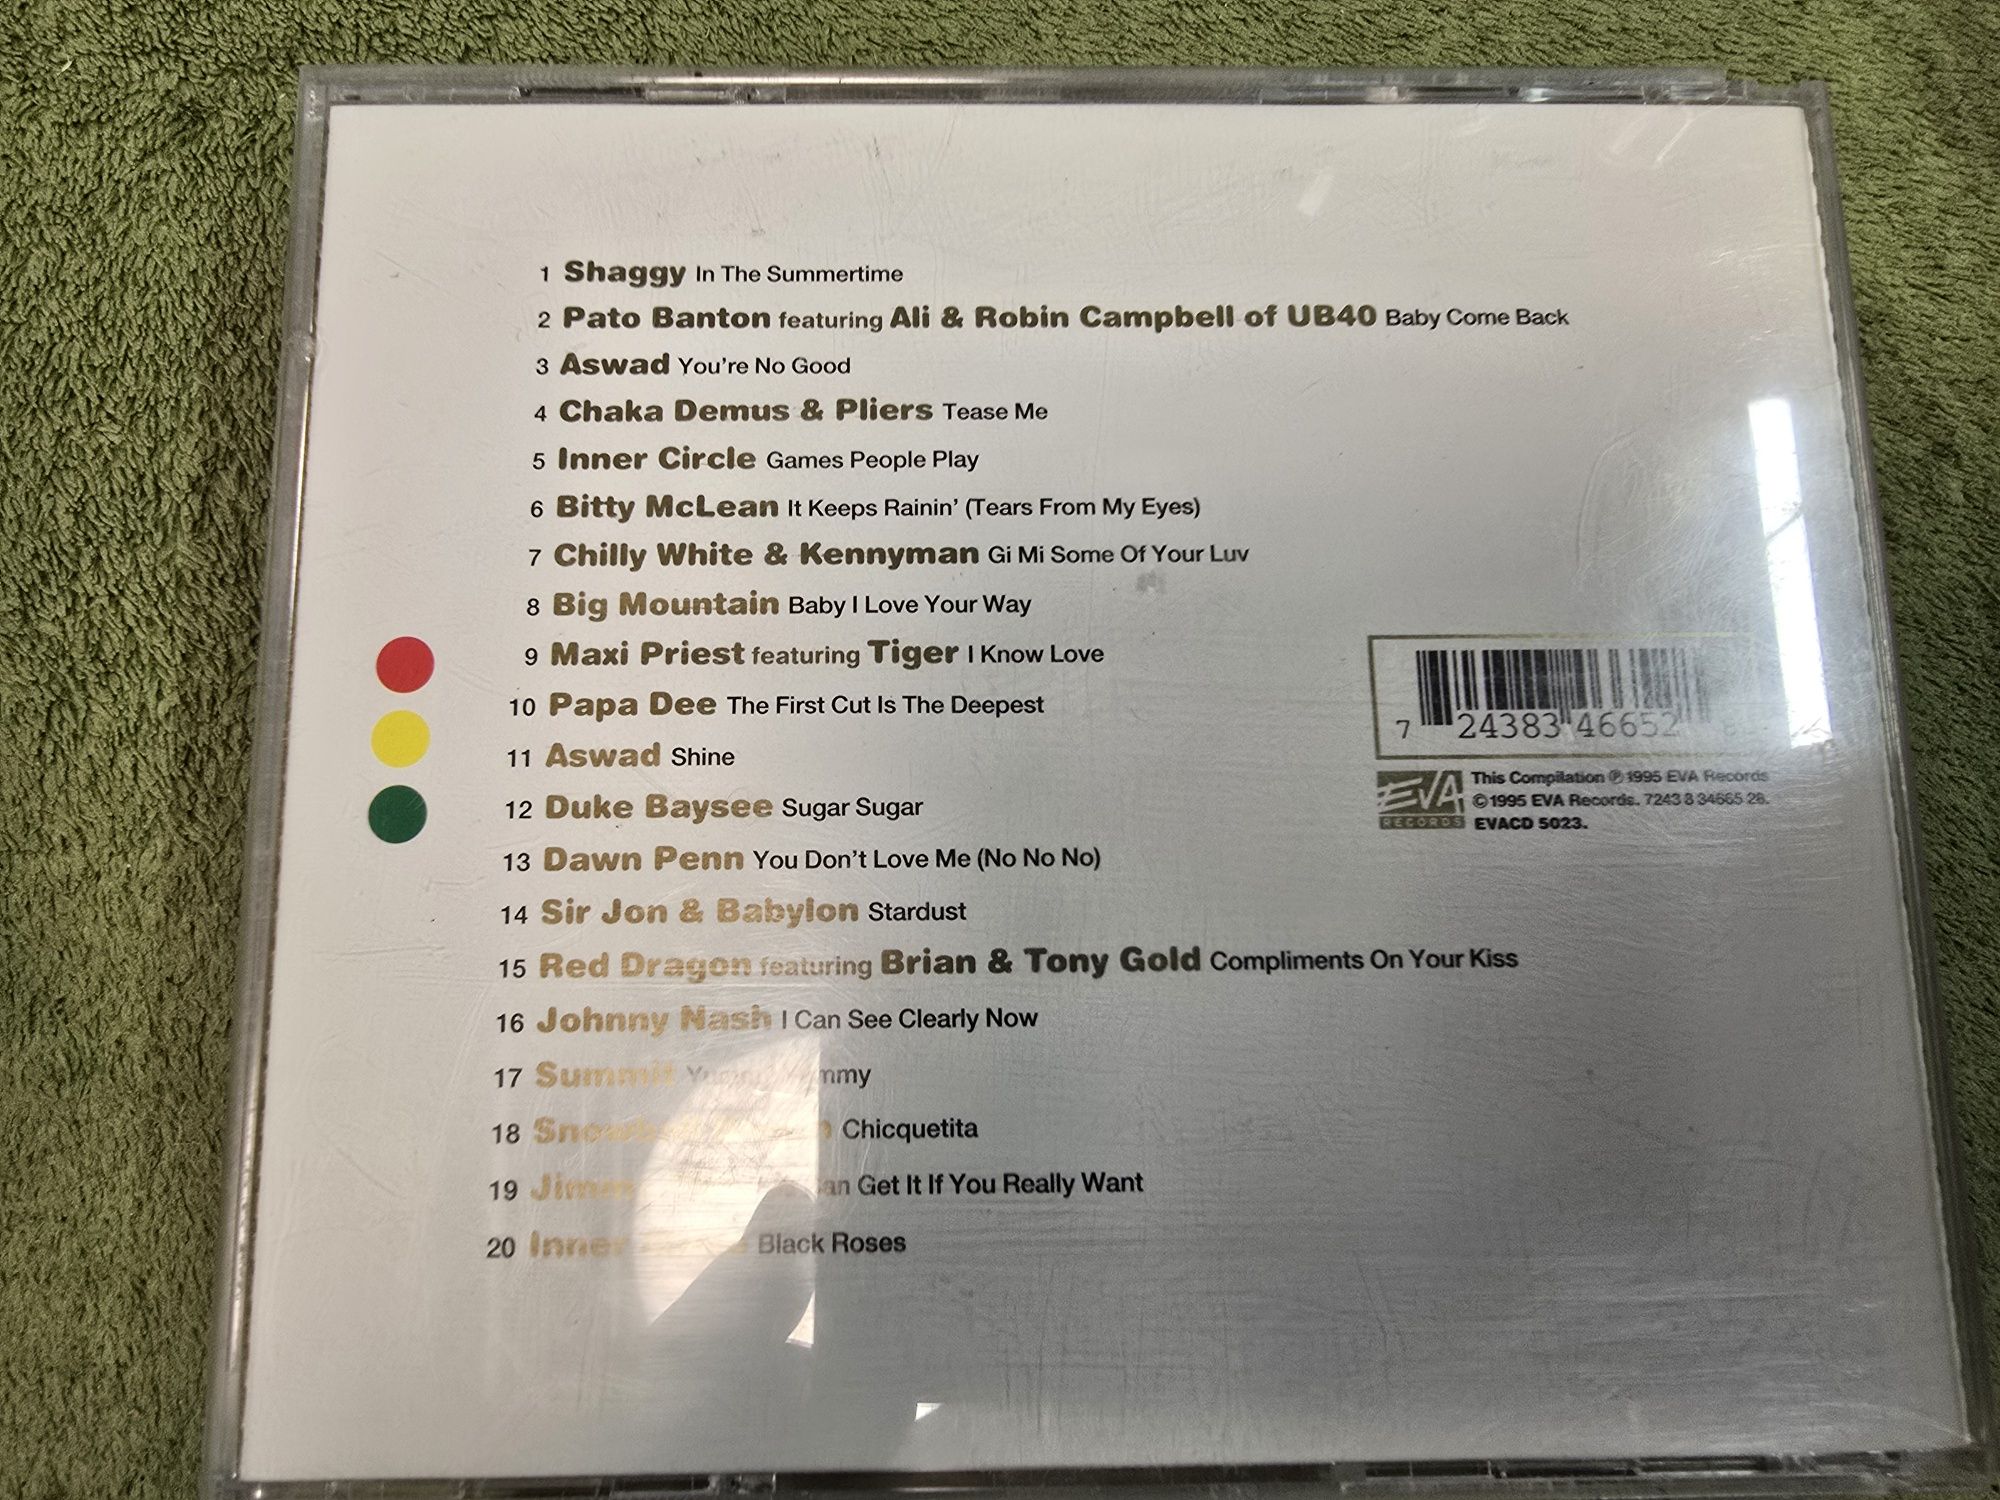 1 Shaggy In The Summertime
2 Pato Banton featuring Ali & Robin Campbell of UB40 Baby Come Back
3 Aswad You're No Good
4 Chaka Demus & Pliers Tease Me
5 Inner Circle Games People Play
6 Bitty McLean It Keeps Rainin' (Tears From My Eyes)
7 Chilly White & Kennyman Gi Mi Some Of Your Luv
8 Big Mountain Baby I Love Your Way
9 Maxi Priest featuring Tiger I Know Love
10 Papa Dee The First Cut Is The Deepest
11 Aswad Shine
12 Duke Baysee Sugar Sugar
13 Dawn Penn You Don't Love Me (No No No)
14 Sir Jon & Babylon Stardust
15 Red Dragon featuring Brian & Tony Gold Compliments On Your Kiss
16 Johnny Nash I Can See Clearly Now
17 Summit
18 Chicquetita
19 Get It If You Really Want
20 Inner Black Roses
7 24383 46652 8
EVA RECORDS
This Compilation ℗ 1995 EVA Records
© 1995 EVA Records. 7243 8 34665 28.
EVACD 5023.